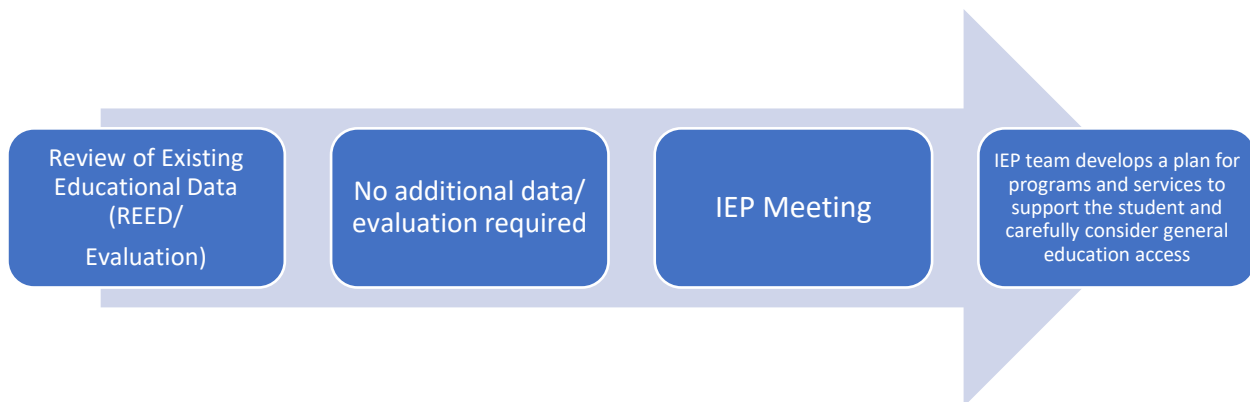 Review of Existing
Educational Data
(REED/
Evaluation)
No additional data/
evaluation required
IEP Meeting
IEP team develops a plan for
programs and services to
support the student and
carefully consider general
education access